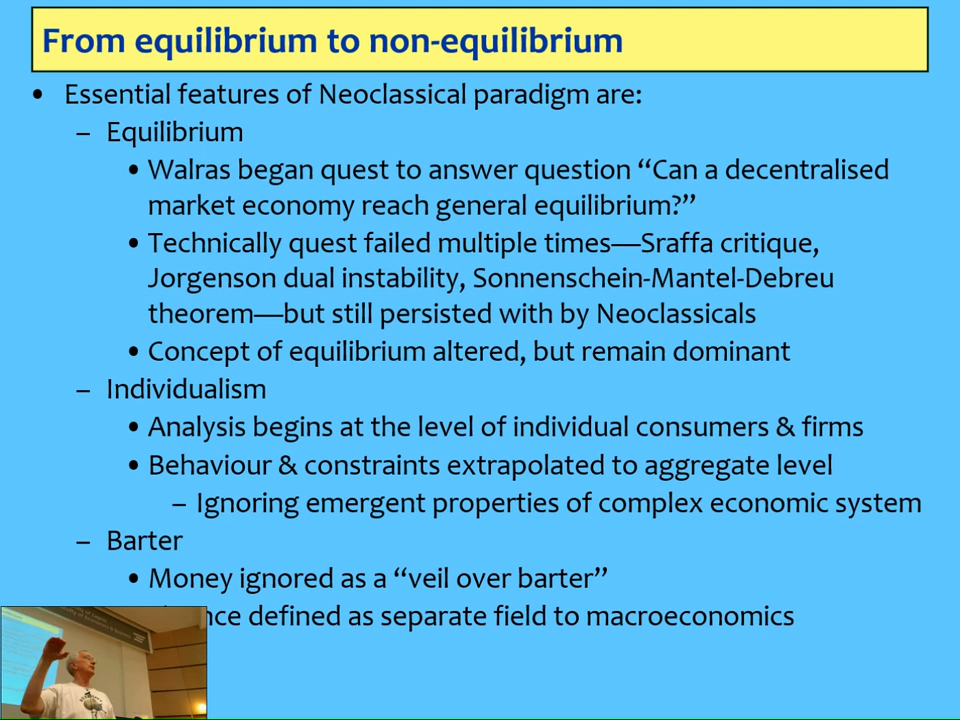 From equilibrium to non-equilibrium
• Essential features of Neoclassical paradigm are:
– Equilibrium
• Walras began quest to answer question “Can a decentralised
market economy reach general equilibrium?”
• Technically quest failed multiple times—Sraffa critique,
Jorgenson dual instability, Sonnenschein-Mantel-Debreu
theorem—but still persisted with by Neoclassicals
• Concept of equilibrium altered, but remain dominant
– Individualism
• Analysis begins at the level of individual consumers & firms
• Behaviour & constraints extrapolated to aggregate level
– Ignoring emergent properties of complex economic system
– Barter
• Money ignored as a “veil over barter”
defined as separate field to macroeconomics